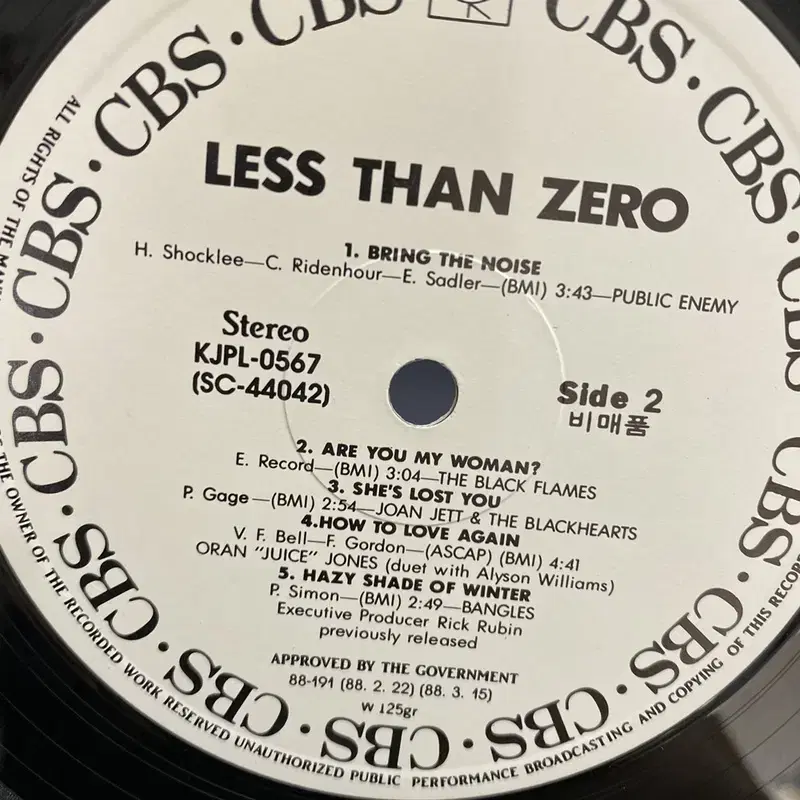 CBS · CBS · CBS · CBS · CBS · CBS · CBS · CBS · CBS · CBS · CBS · CBS · CBS
LESS THAN ZERO
1. BRING THE NOISE
H. Shocklee—C. Ridenhour—E. Sadler—(BMI) 3:43—PUBLIC ENEMY
Stereo
KJPL-0567
(SC-44042)
Side 2
비매품
2. ARE YOU MY WOMAN?
E. Record—(BMI) 3:04—THE BLACK FLAMES
3. SHE'S LOST YOU
P. Gage—(BMI) 2:54—JOAN JETT & THE BLACKHEARTS
4.HOW TO LOVE AGAIN
V. F. Bell—F. Gordon—(ASCAP) (BMI) 4:41
ORAN "JUICE" JONES (duet with Alyson Williams)
5. HAZY SHADE OF WINTER
P. Simon—(BMI) 2:49—BANGLES
Executive Producer Rick Rubin
previously released
APPROVED BY THE GOVERNMENT
88-191 (88. 2. 22) (88. 3. 15)
W 125gr
ALL RIGHTS OF THE
THE OWNER OF THE RECORDED WORK RESERVED UNAUTHORIZED PUBLIC PERFORMANCE BROADCASTING AND COPYING OF THIS RECORD